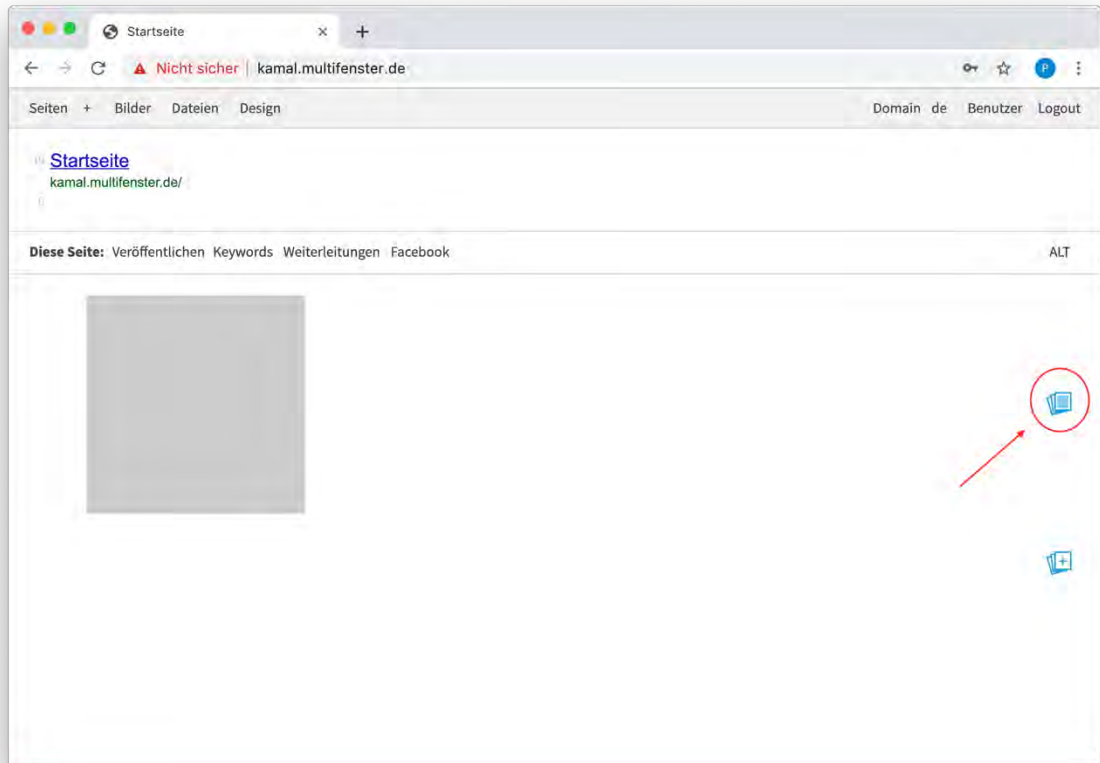 Startseite
Nicht sicher | kamal.multifenster.de
P
Seiten + Bilder Dateien Design Domain de Benutzer Logout
Startseite
kamal.multifenster.de/
Diese Seite: Veröffentlichen Keywords Weiterleitungen Facebook ALT